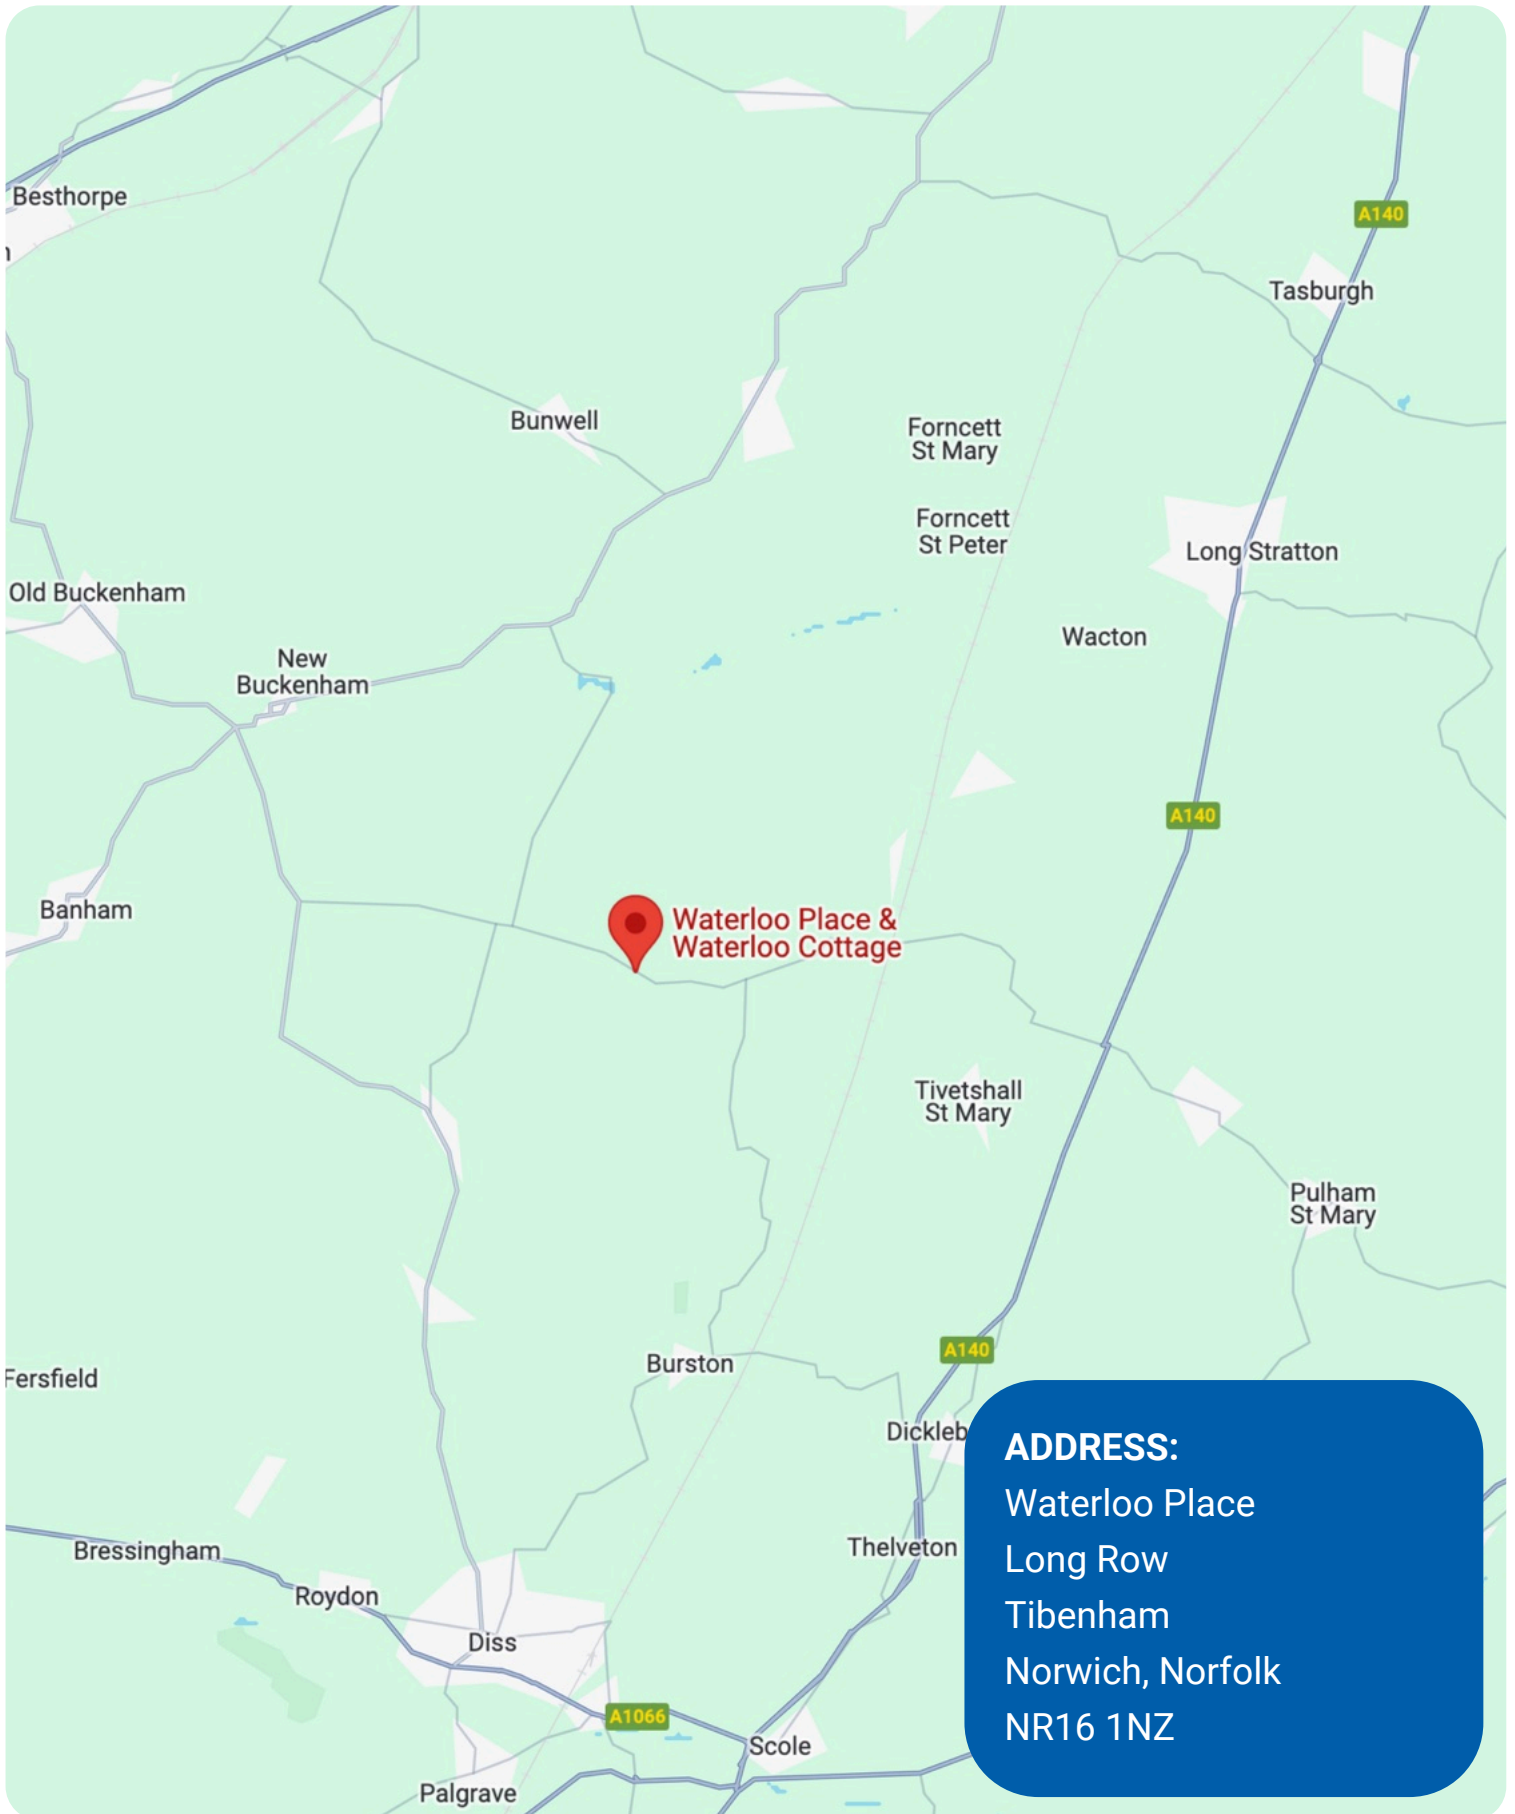 Besthorpe
A140
Tasburgh
Bunwell
Forncett
St Mary
Forncett
St Peter
Long Stratton
Old Buckenham
Wacton
New
Buckenham
A140
Banham
Waterloo Place &
Waterloo Cottage
Tivetshall
St Mary
Pulham
St Mary
A140
Burston
Fersfield
Dickleb
ADDRESS:
Waterloo Place
Long Row
Tibenham
Norwich, Norfolk
NR16 1NZ
Thelveton
Bressingham
Roydon
Diss
A1066
Scole
Palgrave